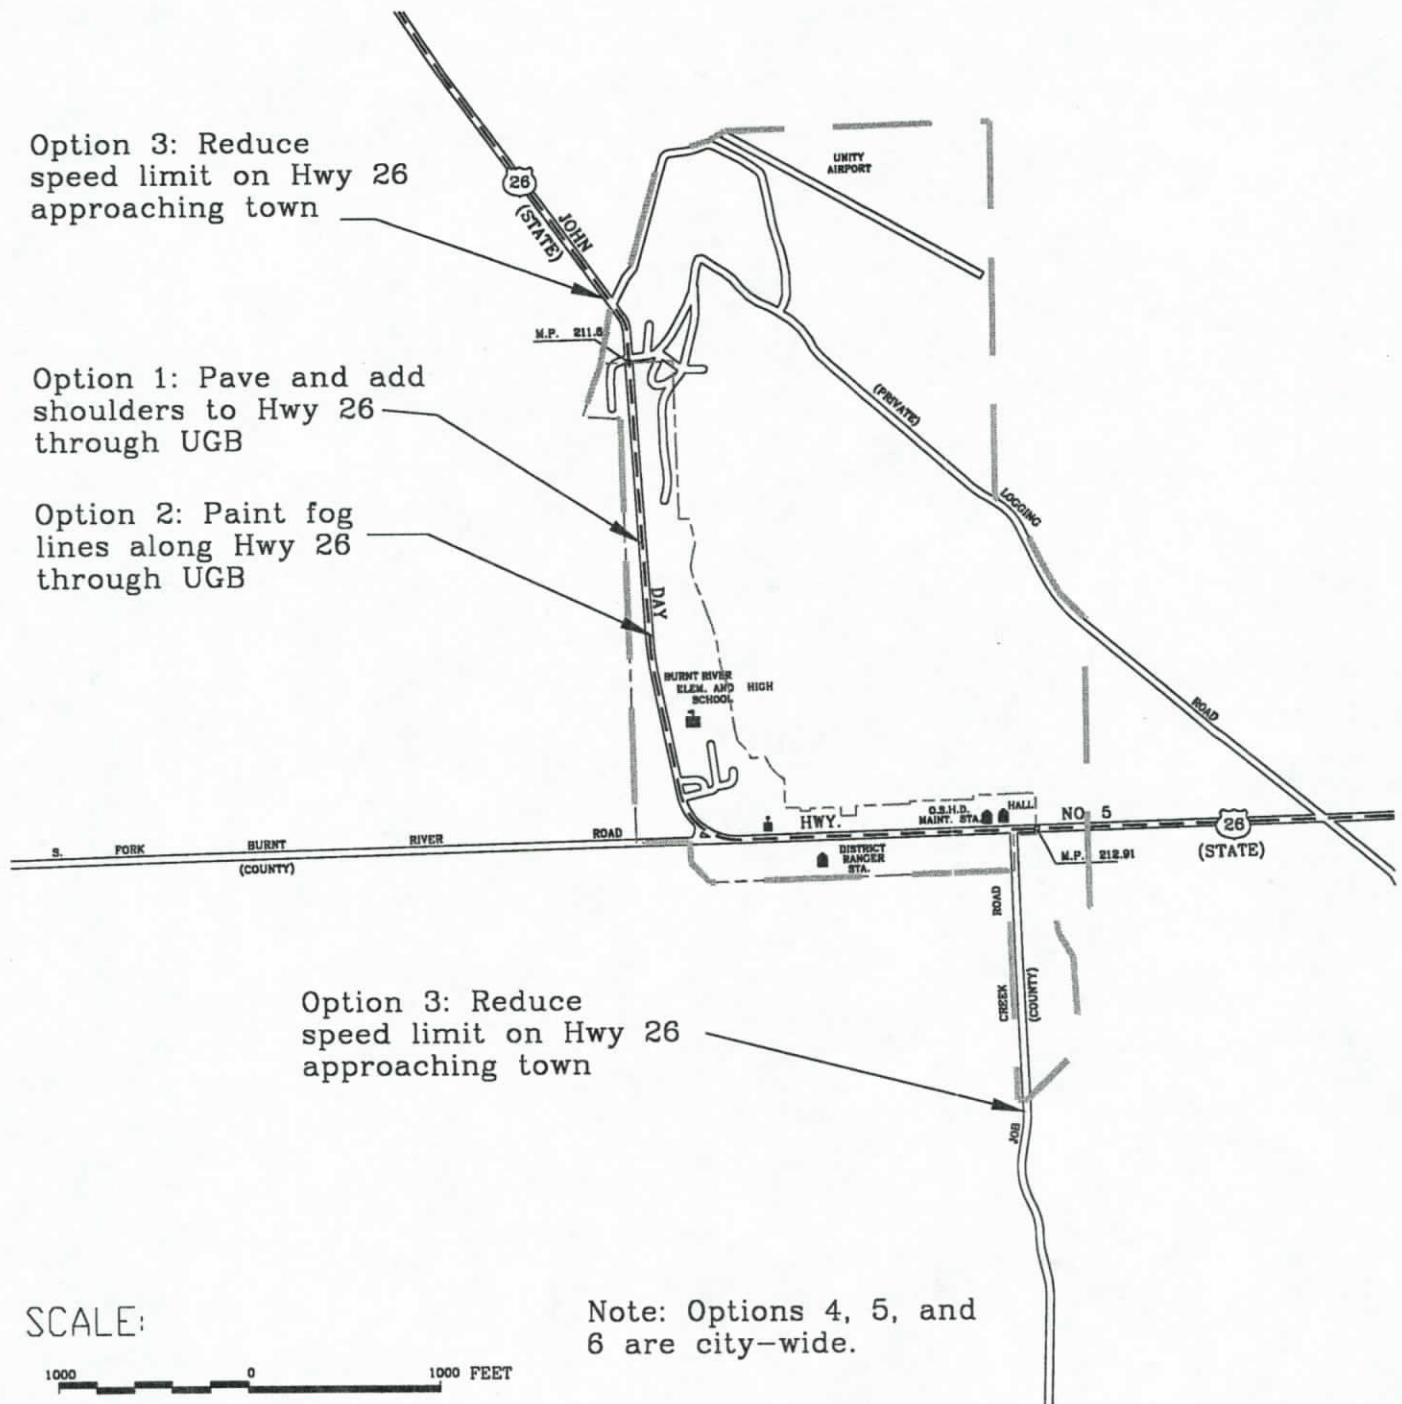 Option 3: Reduce
speed limit on Hwy 26
approaching town
26
(STATE)
JOHN
UNITY
AIRPORT
M.P. 211.6
Option 1: Pave and add
shoulders to Hwy 26
through UGB
(PRIVATE)
LOGGING
ROAD
Option 2: Paint fog
lines along Hwy 26
through UGB
DAY
BURNT RIVER
ELEM. AND HIGH
SCHOOL
S. FORK BURNT RIVER ROAD
(COUNTY)
HWY.
O.S.H.D.
MAINT. STA.
HALL
NO. 5
26
(STATE)
M.P. 212.91
DISTRICT
RANGER
STA.
ROAD
CREEK
(COUNTY)
JOB
Option 3: Reduce
speed limit on Hwy 26
approaching town
SCALE:
1000 0 1000 FEET
Note: Options 4, 5, and
6 are city-wide.